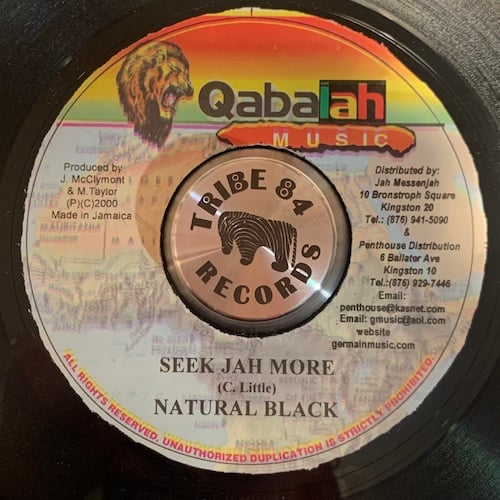 Qabalah
MUSIC
Produced by
J. McClymont
& M. Taylor
(P)(C)2000
Made in Jamaica
Distributed by:
Jah Messenjah
10 Bronstroph Square
Kingston 20
Tel.: (876) 941-5090
&
Penthouse Distribution
6 Ballater Ave
Kingston 10
Tel.:(876) 929-7446
Email:
penthouse@kasnet.com
Email: gmusic@aol.com
website
germainmusic.com
TRIBE 84
RECORDS
SEEK JAH MORE
(C. Little)
NATURAL BLACK
ALL RIGHTS RESERVED. UNAUTHORIZED DUPLICATION IS STRICTLY PROHIBITED.